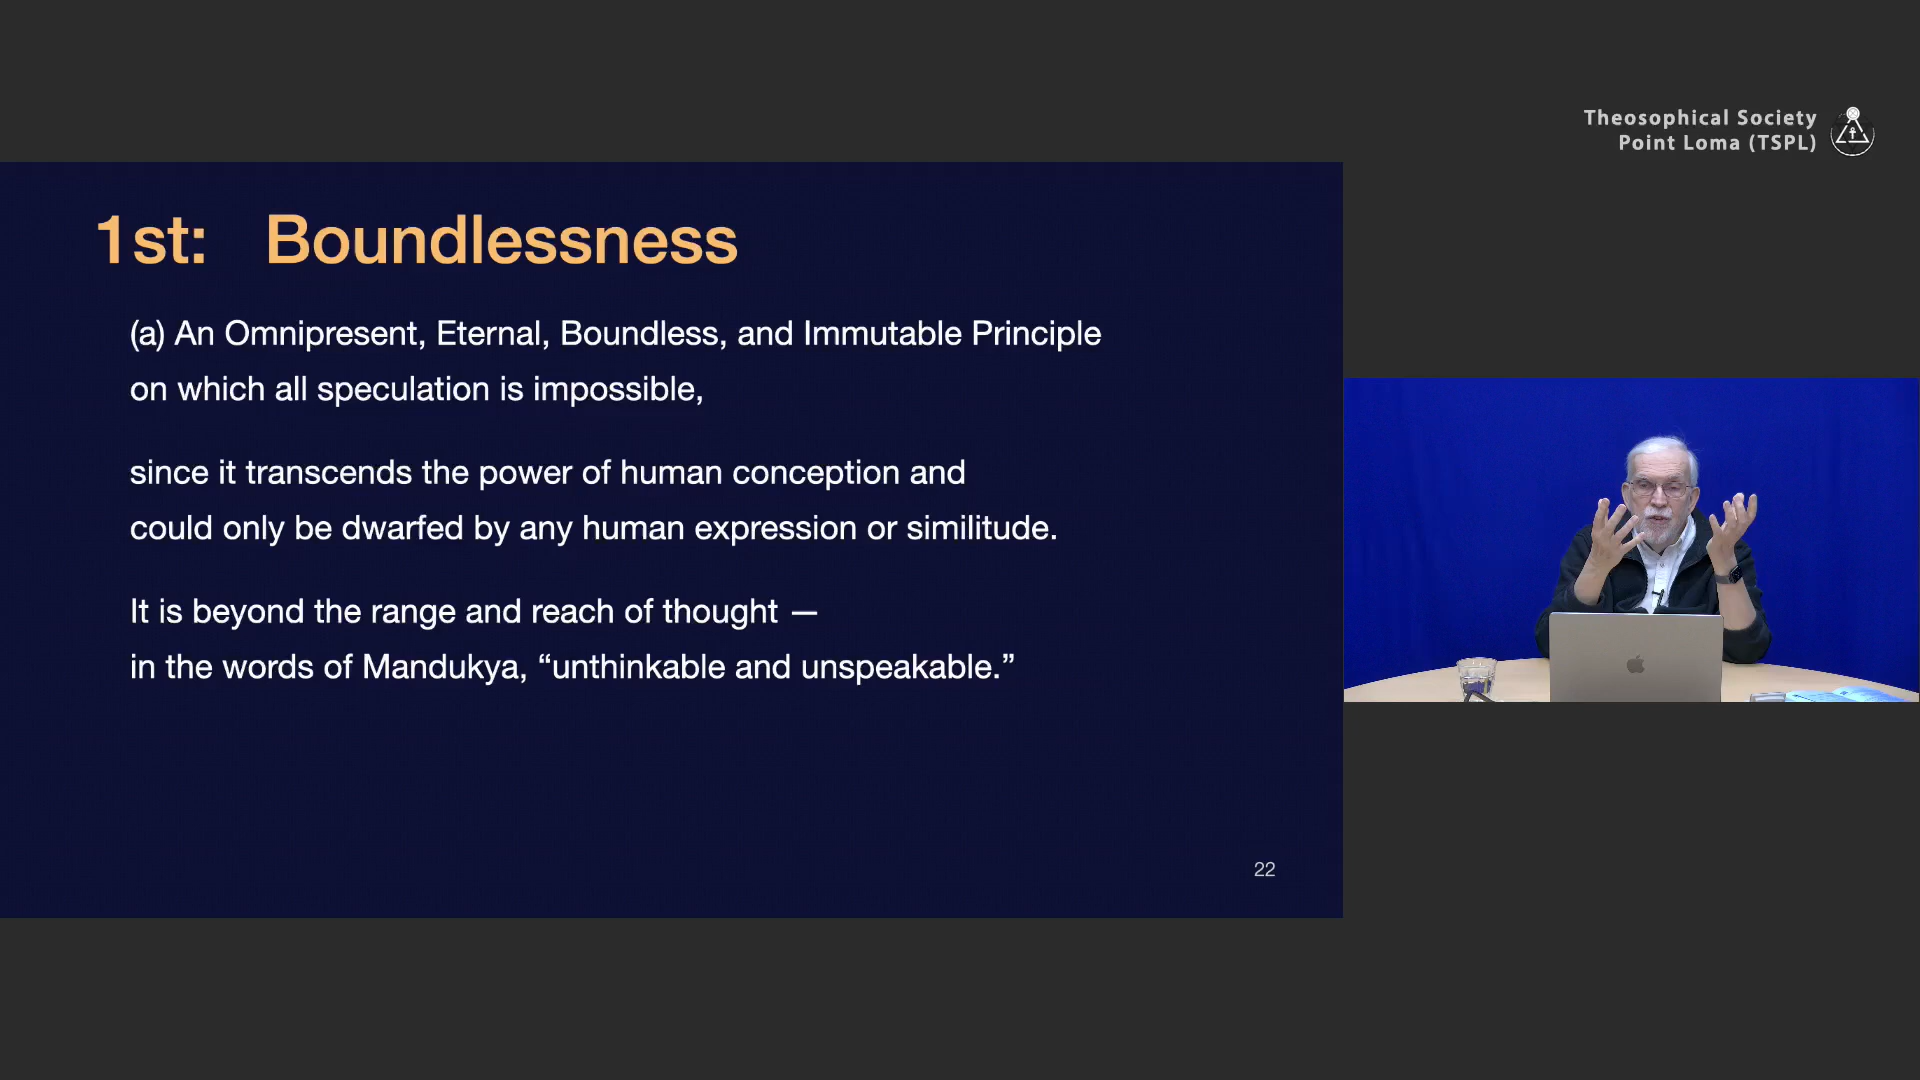 Theosophical Society
Point Loma (TSPL)
1st: Boundlessness
(a) An Omnipresent, Eternal, Boundless, and Immutable Principle
on which all speculation is impossible,
since it transcends the power of human conception and
could only be dwarfed by any human expression or similitude.
It is beyond the range and reach of thought —
in the words of Mandukya, “unthinkable and unspeakable.”
22